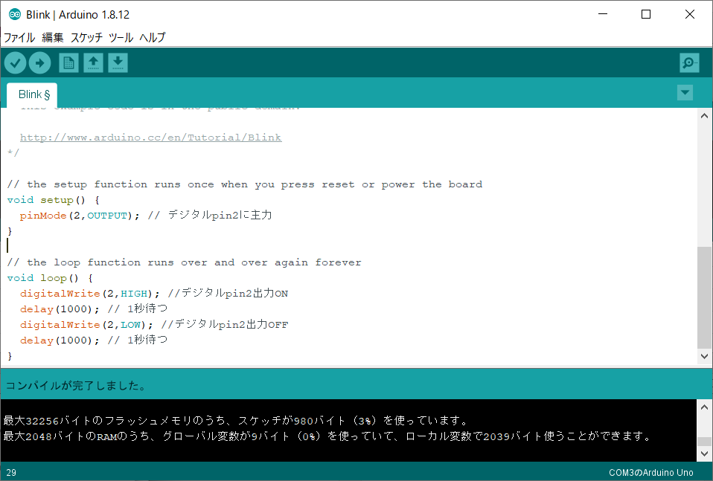 Blink | Arduino 1.8.12
ファイル 編集 スケッチ ツール ヘルプ
Blink §
This example code is in the public domain.
http://www.arduino.cc/en/Tutorial/Blink
*/
// the setup function runs once when you press reset or power the board
void setup() {
pinMode(2,OUTPUT); // デジタルpin2に主力
}
// the loop function runs over and over again forever
void loop() {
digitalWrite(2,HIGH); //デジタルpin2出力ON
delay(1000); // 1秒待つ
digitalWrite(2,LOW); //デジタルpin2出力OFF
delay(1000); // 1秒待つ
}
コンパイルが完了しました。
最大32256バイトのフラッシュメモリのうち、スケッチが980バイト（3%）を使っています。
最大2048バイトのRAMのうち、グローバル変数が9バイト（0%）を使っていて、ローカル変数で2039バイト使うことができます。
29
COM3のArduino Uno